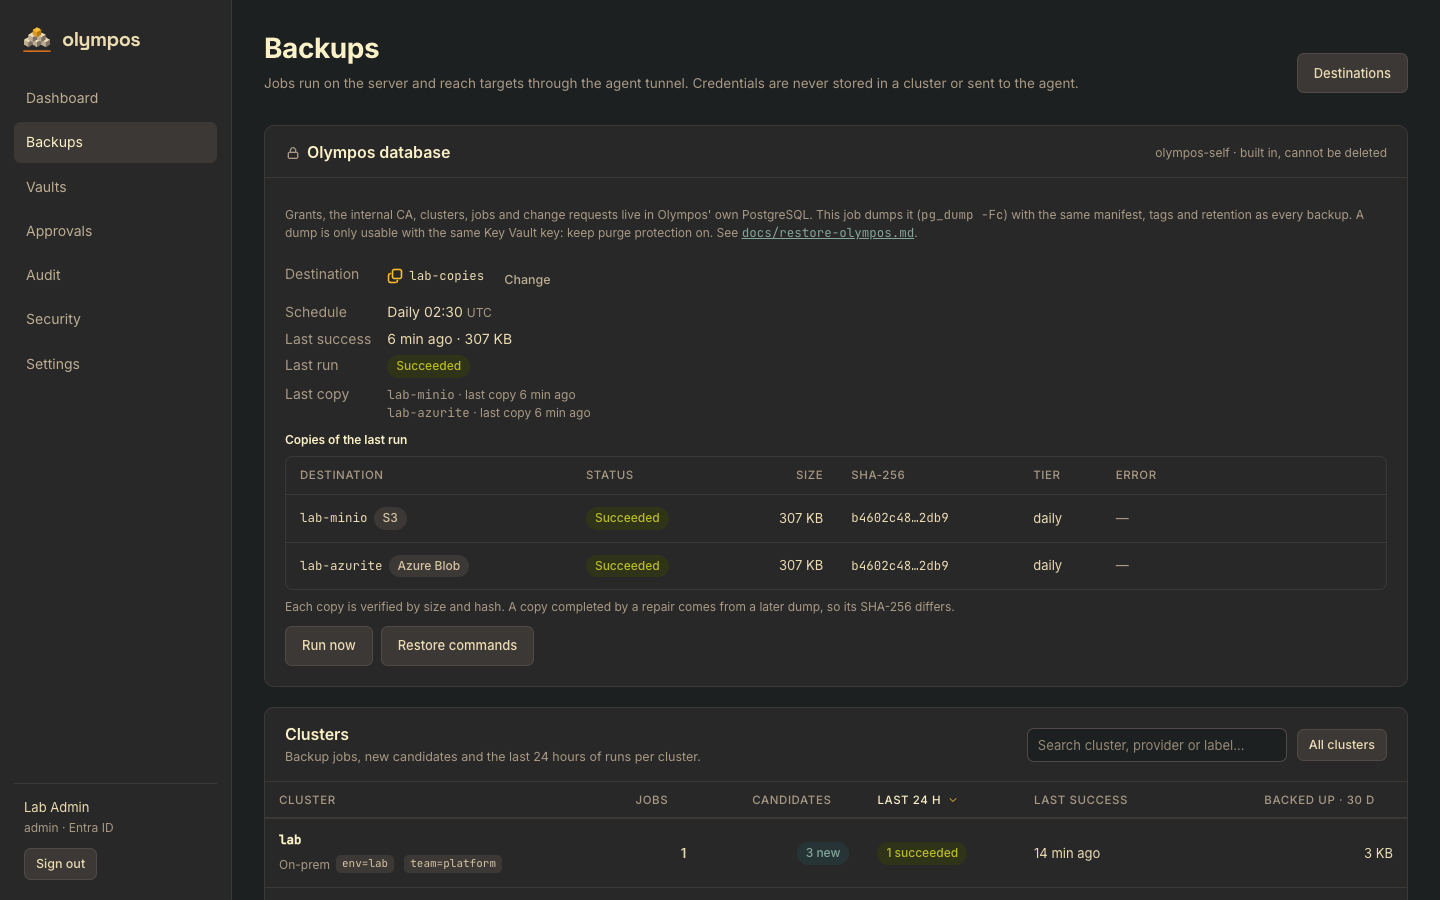 olympos
Dashboard
Backups
Vaults
Approvals
Audit
Security
Settings
Lab Admin
admin · Entra ID
Sign out
Backups
Jobs run on the server and reach targets through the agent tunnel. Credentials are never stored in a cluster or sent to the agent.
Destinations
Olympos database
olympos-self · built in, cannot be deleted
Grants, the internal CA, clusters, jobs and change requests live in Olympos' own PostgreSQL. This job dumps it (pg_dump -Fc) with the same manifest, tags and retention as every backup. A
dump is only usable with the same Key Vault key: keep purge protection on. See docs/restore-olympos.md.
Destination lab-copies Change
Schedule Daily 02:30 UTC
Last success 6 min ago · 307 KB
Last run Succeeded
Last copy lab-minio · last copy 6 min ago
lab-azurite · last copy 6 min ago
Copies of the last run
DESTINATION STATUS SIZE SHA-256 TIER ERROR
lab-minio S3 Succeeded 307 KB b4602c48…2db9 daily —
lab-azurite Azure Blob Succeeded 307 KB b4602c48…2db9 daily —
Each copy is verified by size and hash. A copy completed by a repair comes from a later dump, so its SHA-256 differs.
Run now Restore commands
Clusters
Backup jobs, new candidates and the last 24 hours of runs per cluster.
Search cluster, provider or label… All clusters
CLUSTER JOBS CANDIDATES LAST 24 H LAST SUCCESS BACKED UP · 30 D
lab
On-prem env=lab team=platform 1 3 new 1 succeeded 14 min ago 3 KB